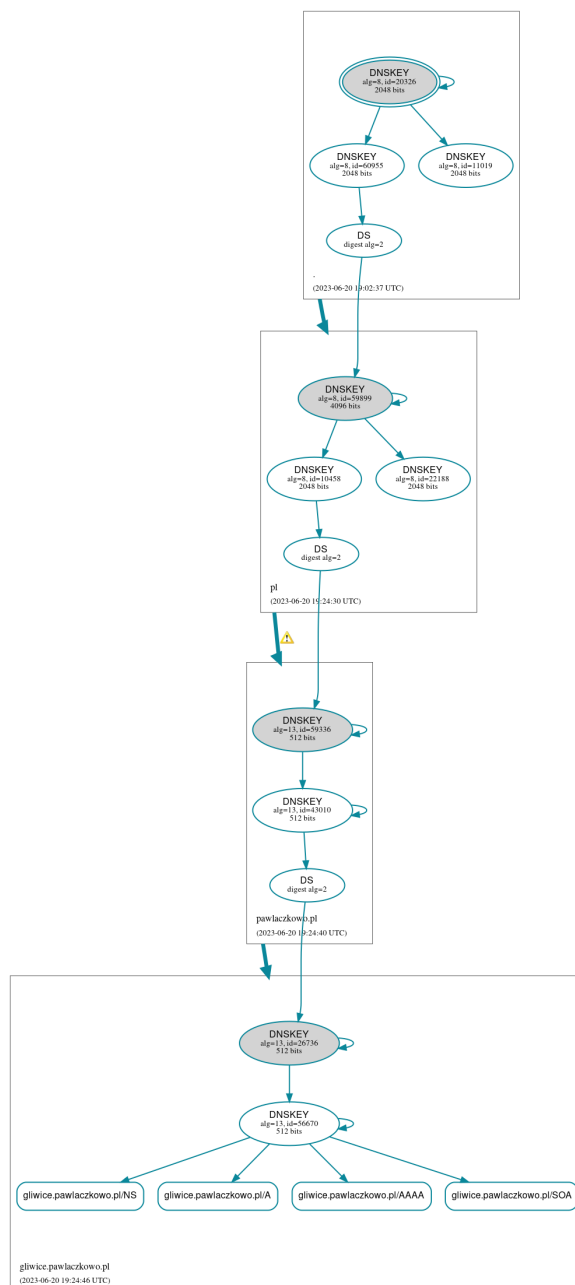 DNSKEY
alg=8, id=20326
2048 bits
DNSKEY
alg=8, id=60955
2048 bits
DNSKEY
alg=8, id=11019
2048 bits
DS
digest alg=2
.
(2023-06-20 19:02:37 UTC)
DNSKEY
alg=8, id=59899
4096 bits
DNSKEY
alg=8, id=10458
2048 bits
DNSKEY
alg=8, id=22188
2048 bits
DS
digest alg=2
pl
(2023-06-20 19:24:30 UTC)
DNSKEY
alg=13, id=59336
512 bits
DNSKEY
alg=13, id=43010
512 bits
DS
digest alg=2
pawlaczkowo.pl
(2023-06-20 19:24:40 UTC)
DNSKEY
alg=13, id=26736
512 bits
DNSKEY
alg=13, id=56670
512 bits
gliwice.pawlaczkowo.pl/NS
gliwice.pawlaczkowo.pl/A
gliwice.pawlaczkowo.pl/AAAA
gliwice.pawlaczkowo.pl/SOA
gliwice.pawlaczkowo.pl
(2023-06-20 19:24:46 UTC)